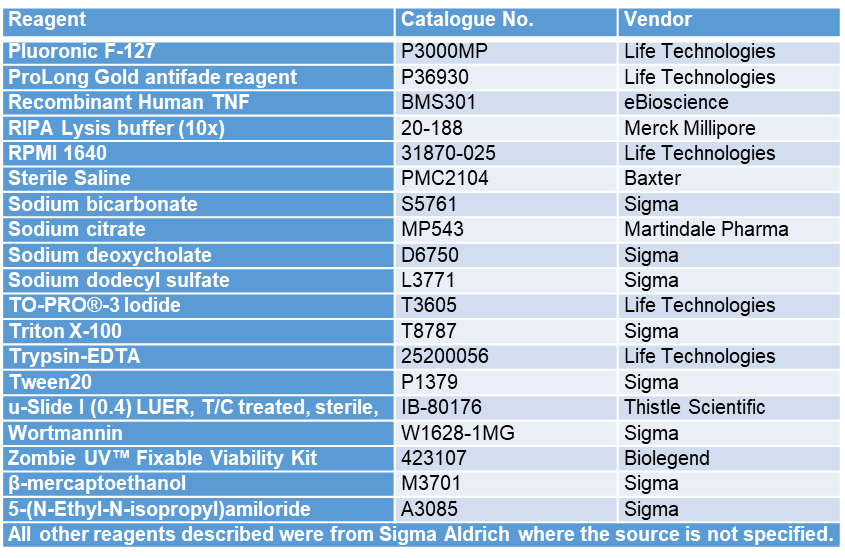 Reagent Catalogue No. Vendor
Pluoronic F-127 P3000MP Life Technologies
ProLong Gold antifade reagent P36930 Life Technologies
Recombinant Human TNF BMS301 eBioscience
RIPA Lysis buffer (10x) 20-188 Merck Millipore
RPMI 1640 31870-025 Life Technologies
Sterile Saline PMC2104 Baxter
Sodium bicarbonate S5761 Sigma
Sodium citrate MP543 Martindale Pharma
Sodium deoxycholate D6750 Sigma
Sodium dodecyl sulfate L3771 Sigma
TO-PRO®-3 Iodide T3605 Life Technologies
Triton X-100 T8787 Sigma
Trypsin-EDTA 25200056 Life Technologies
Tween20 P1379 Sigma
u-Slide I (0.4) LUER, T/C treated, sterile, IB-80176 Thistle Scientific
Wortmannin W1628-1MG Sigma
Zombie UV™ Fixable Viability Kit 423107 Biolegend
β-mercaptoethanol M3701 Sigma
5-(N-Ethyl-N-isopropyl)amiloride A3085 Sigma
All other reagents described were from Sigma Aldrich where the source is not specified.